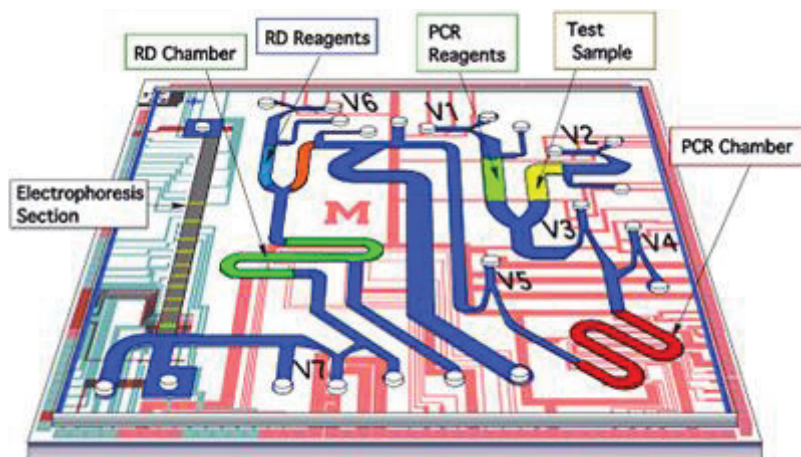 RD Chamber
RD Reagents
PCR
Reagents
Test
Sample
PCR Chamber
Electrophoresis
Section
V6
V1
V2
V3
V4
V5
V7
M